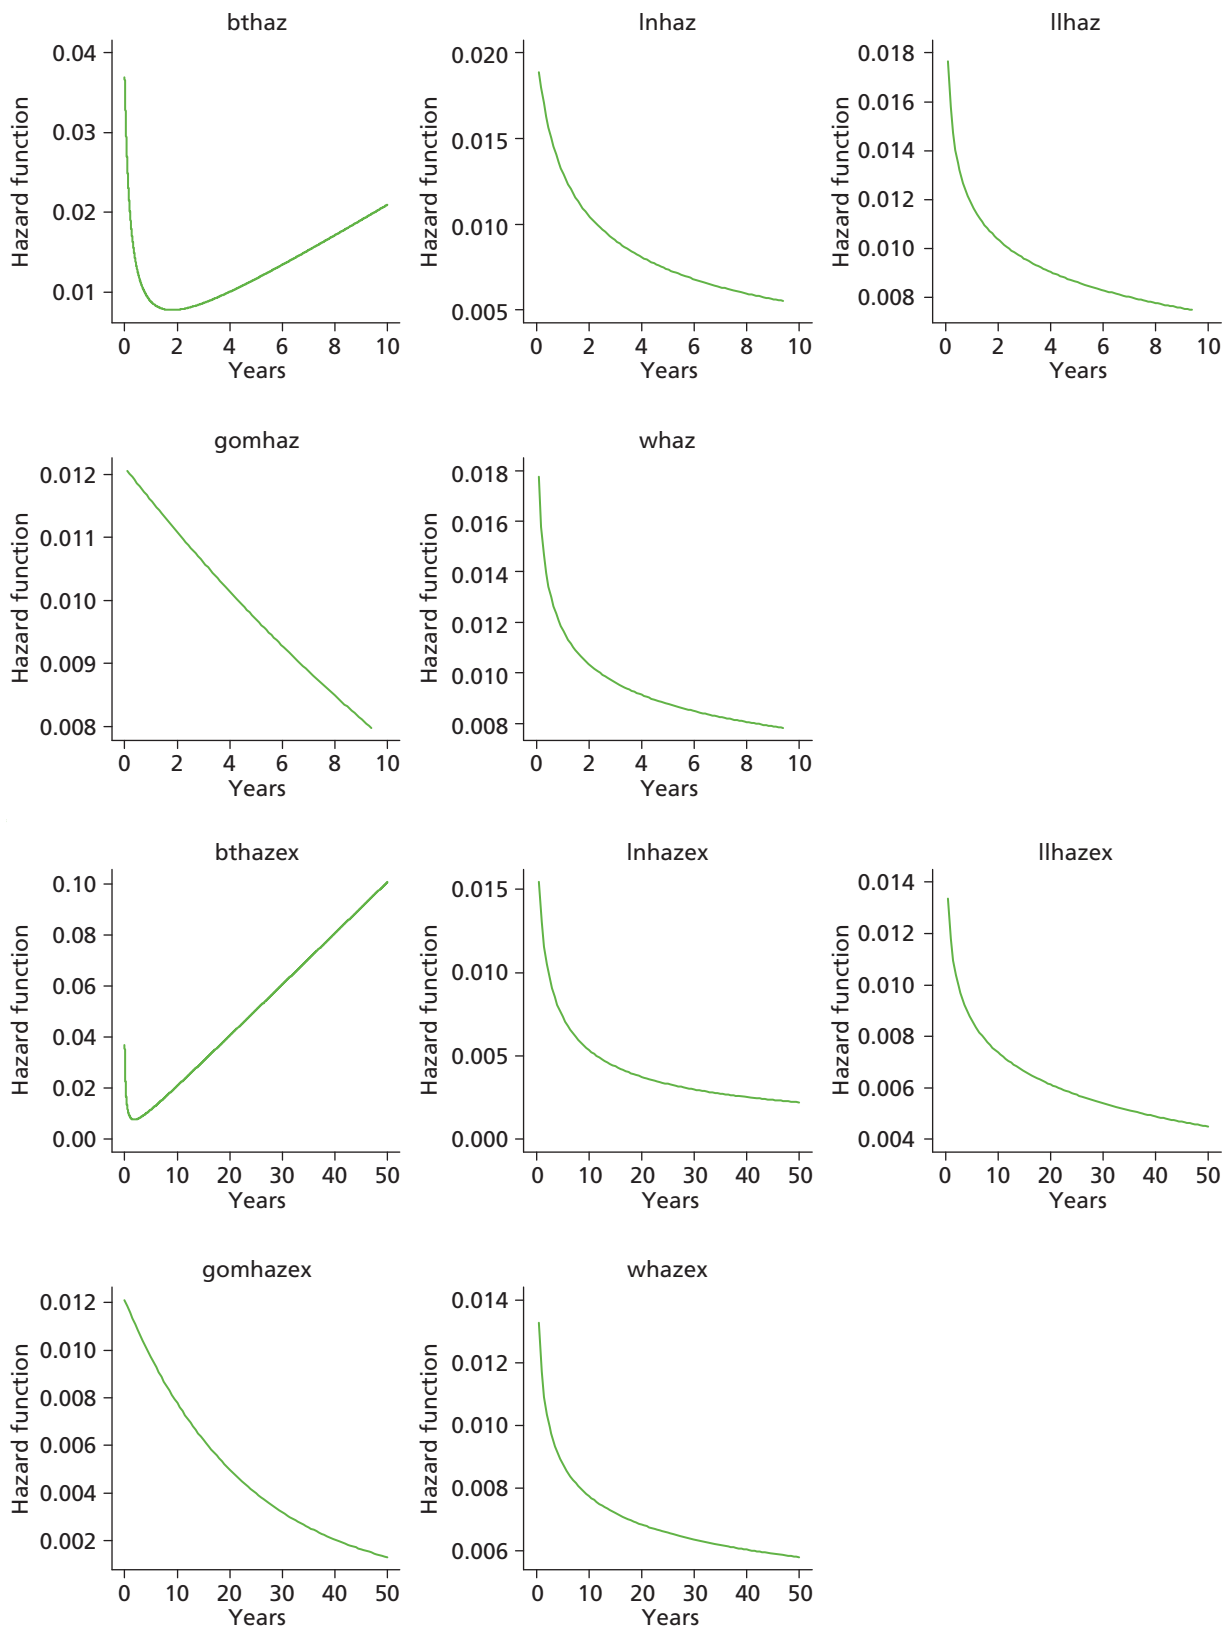 bthaz
Hazard function
0.04
0.03
0.02
0.01
0 2 4 6 8 10
Years
lnhaz
Hazard function
0.020
0.015
0.010
0.005
0 2 4 6 8 10
Years
llhaz
Hazard function
0.018
0.016
0.014
0.012
0.010
0.008
0 2 4 6 8 10
Years
gomhaz
Hazard function
0.012
0.011
0.010
0.009
0.008
0 2 4 6 8 10
Years
whaz
Hazard function
0.018
0.016
0.014
0.012
0.010
0.008
0 2 4 6 8 10
Years
bthazex
Hazard function
0.10
0.08
0.06
0.04
0.02
0.00
0 10 20 30 40 50
Years
lnhazex
Hazard function
0.015
0.010
0.005
0.000
0 10 20 30 40 50
Years
llhazex
Hazard function
0.014
0.012
0.010
0.008
0.006
0.004
0 10 20 30 40 50
Years
gomhazex
Hazard function
0.012
0.010
0.008
0.006
0.004
0.002
0 10 20 30 40 50
Years
whazex
Hazard function
0.014
0.012
0.010
0.008
0.006
0 10 20 30 40 50
Years